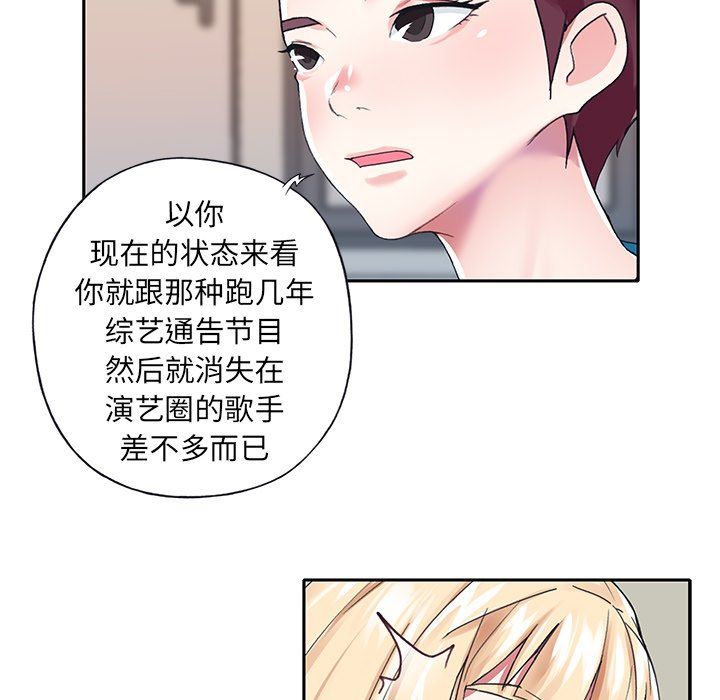 以你
现在的状态来看
你就跟那种跑几年
综艺通告节目
然后就消失在
演艺圈的歌手
差不多而已